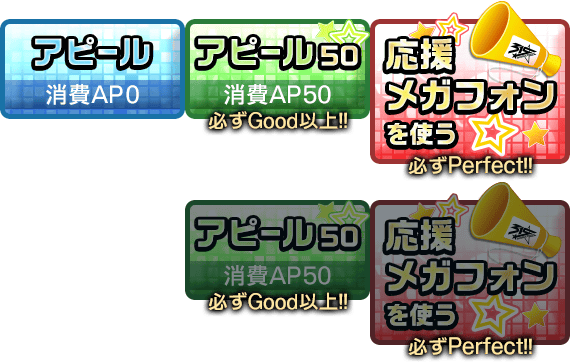 アピール
消費AP0
アピール50
消費AP50
必ずGood以上!!
応援
メガフォン
を使う
必ずPerfect!!
アピール50
消費AP50
必ずGood以上!!
応援
メガフォン
を使う
必ずPerfect!!